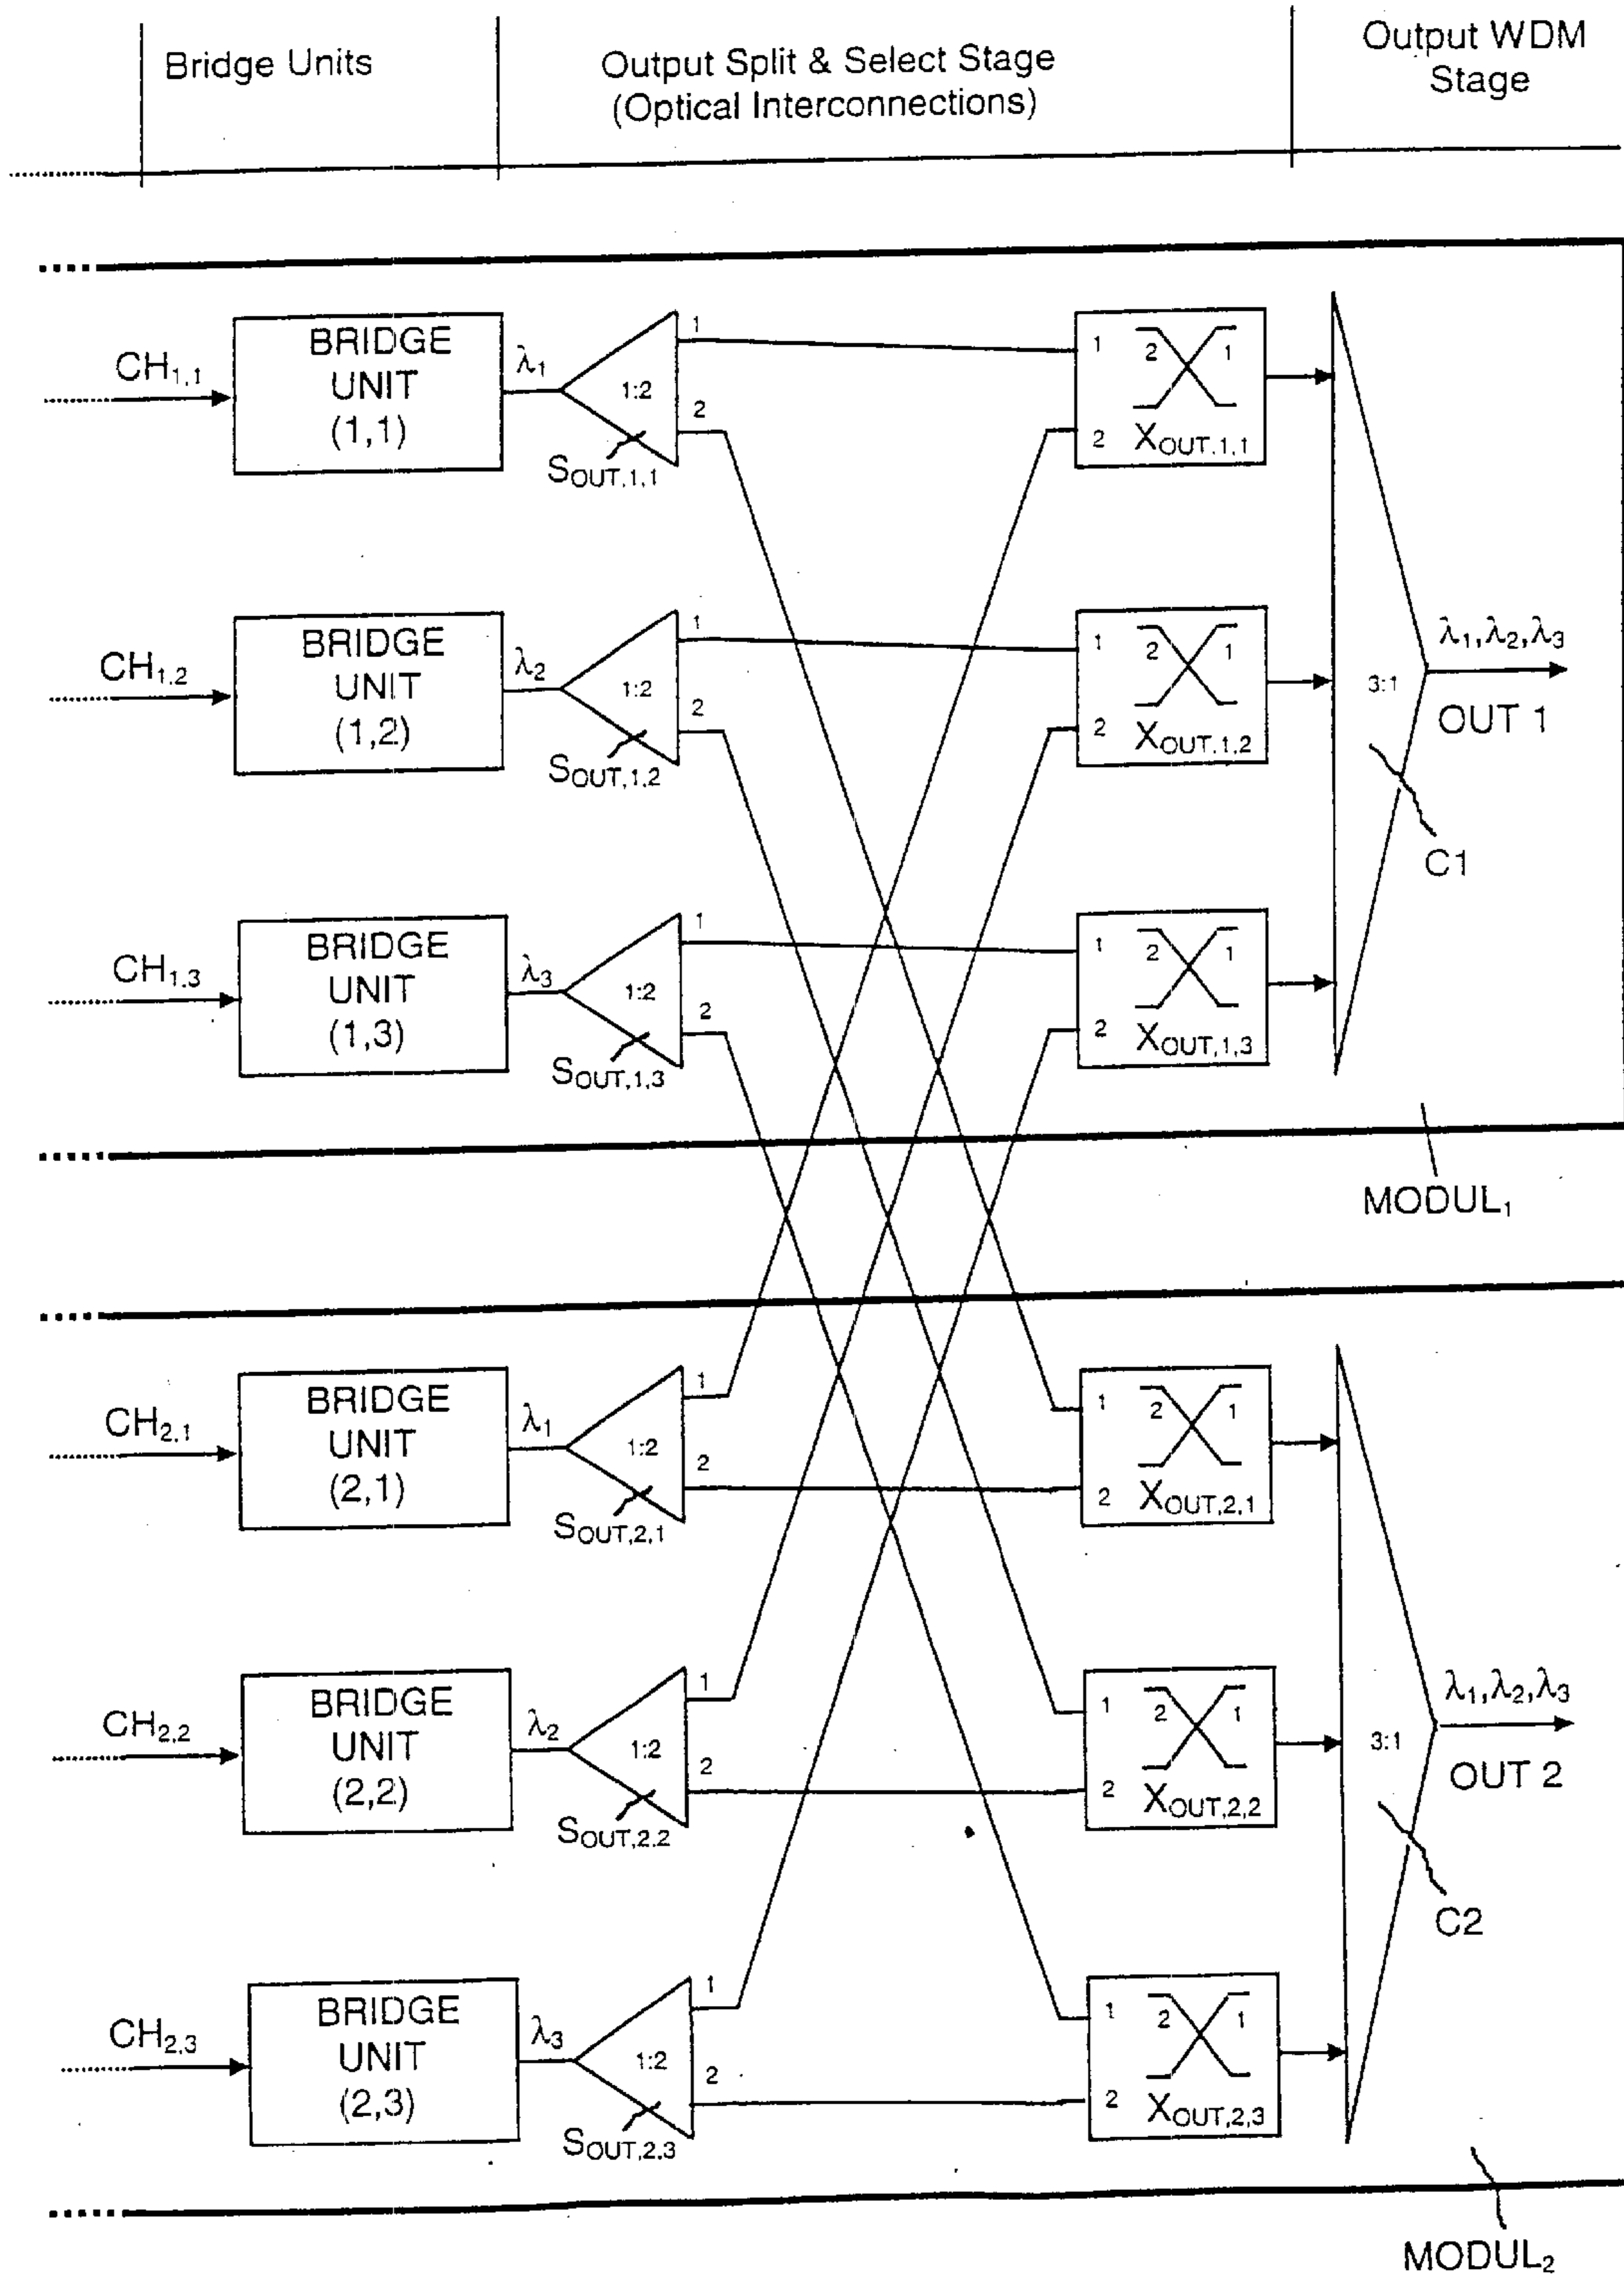 Bridge Units
Output Split & Select Stage
(Optical Interconnections)
Output WDM
Stage
CH1,1
BRIDGE
UNIT
(1,1)
λ1
1:2
1
2
SOUT,1,1
1
2
2
1
XOUT,1,1
CH1,2
BRIDGE
UNIT
(1,2)
λ2
1:2
1
2
SOUT,1,2
1
2
2
1
XOUT,1,2
3:1
λ1,λ2,λ3
OUT 1
C1
CH1,3
BRIDGE
UNIT
(1,3)
λ3
1:2
1
2
SOUT,1,3
1
2
2
1
XOUT,1,3
MODUL1
CH2,1
BRIDGE
UNIT
(2,1)
λ1
1:2
1
2
SOUT,2,1
1
2
2
1
XOUT,2,1
CH2,2
BRIDGE
UNIT
(2,2)
λ2
1:2
1
2
SOUT,2,2
1
2
2
1
XOUT,2,2
3:1
λ1,λ2,λ3
OUT 2
C2
CH2,3
BRIDGE
UNIT
(2,3)
λ3
1:2
1
2
SOUT,2,3
1
2
2
1
XOUT,2,3
MODUL2